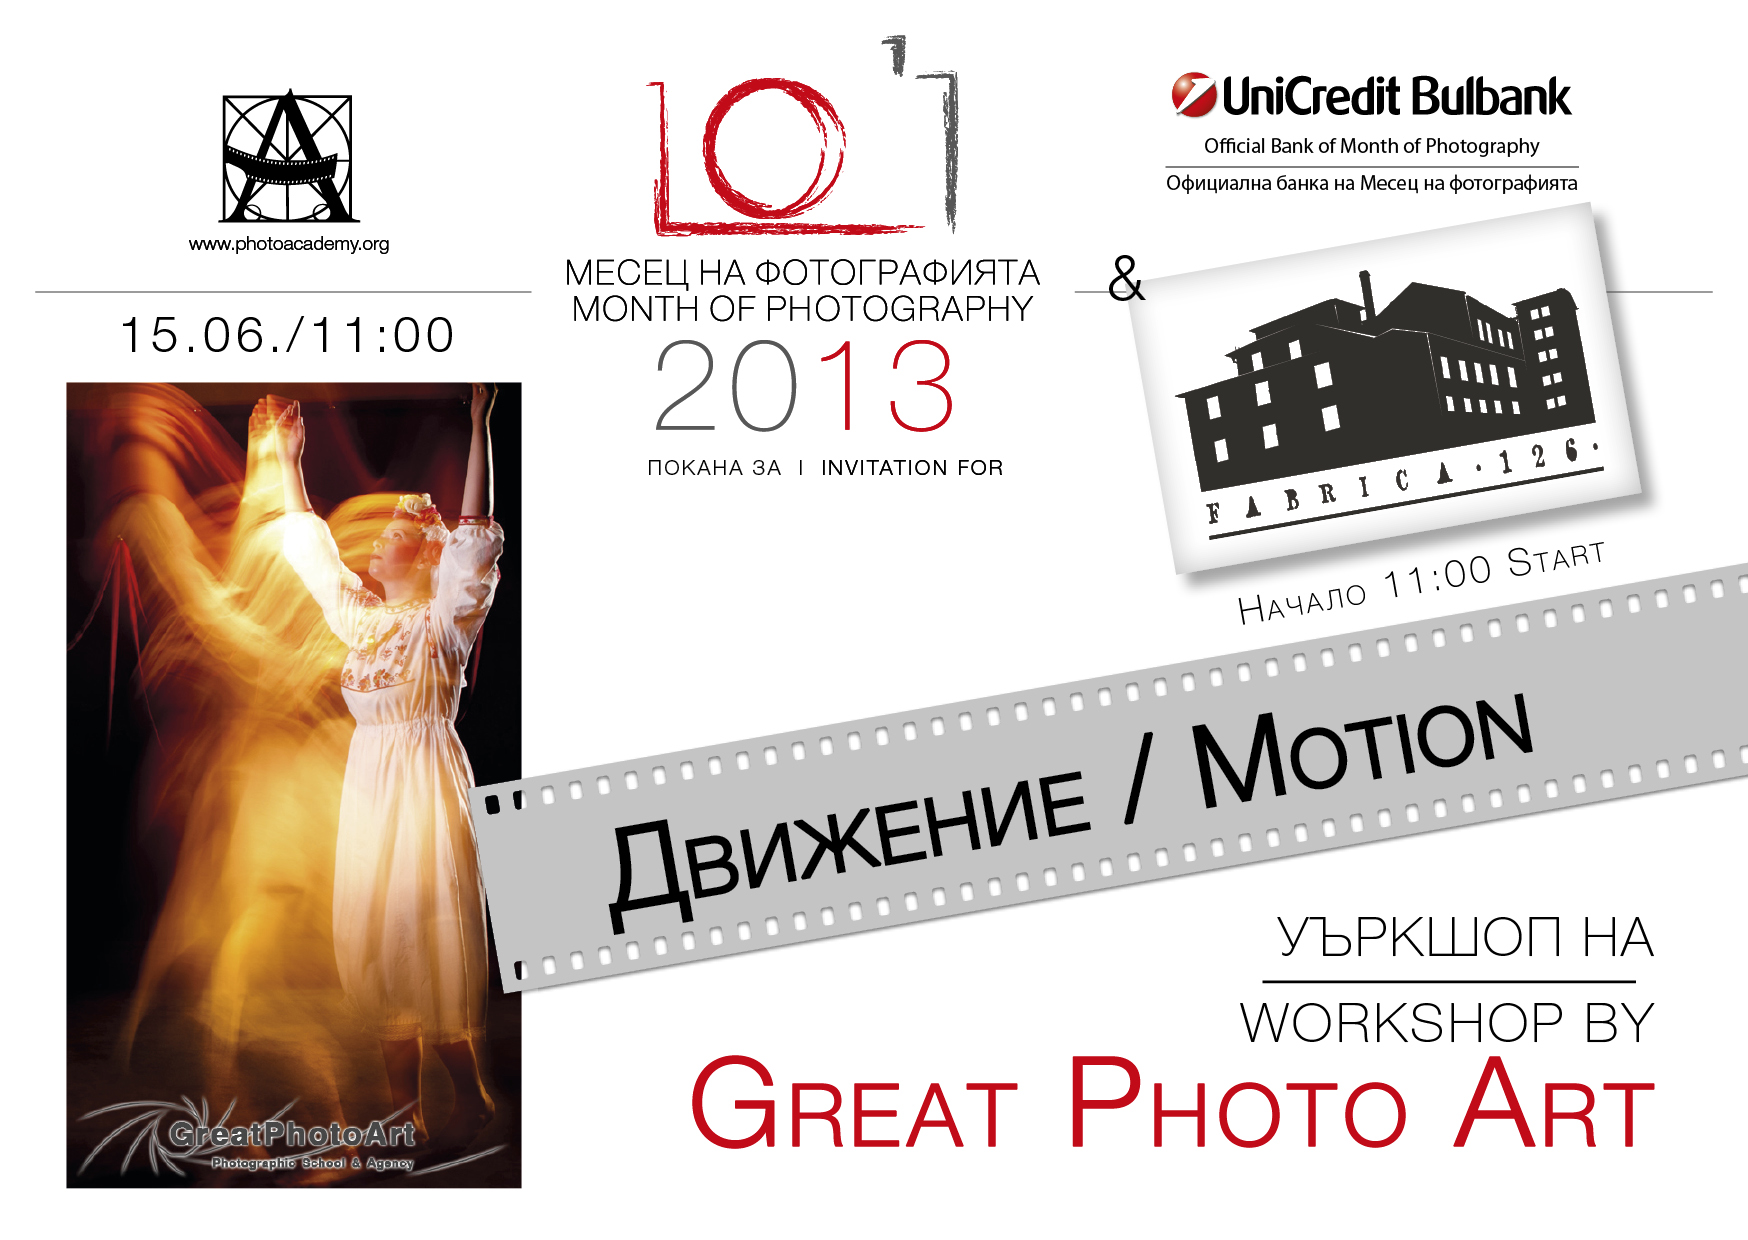 www.photoacademy.org
15.06./11:00
МЕСЕЦ НА ФОТОГРАФИЯТА
MONTH OF PHOTOGRAPHY
2013
ПОКАНА ЗА | INVITATION FOR
UniCredit Bulbank
Official Bank of Month of Photography
Официална банка на Месец на фотографията
&
FABRICA·126·
Начало 11:00 Start
Движение / Motion
УЪРКШОП НА
WORKSHOP BY
Great Photo Art
GreatPhotoArt
Photographic School & Agency